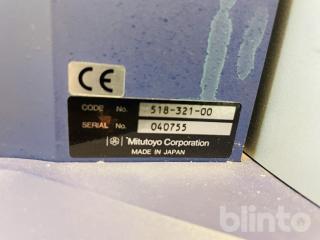 CE
CODE No. 518-321-00
SERIAL No. 040755
Mitutoyo Corporation
MADE IN JAPAN
blinto